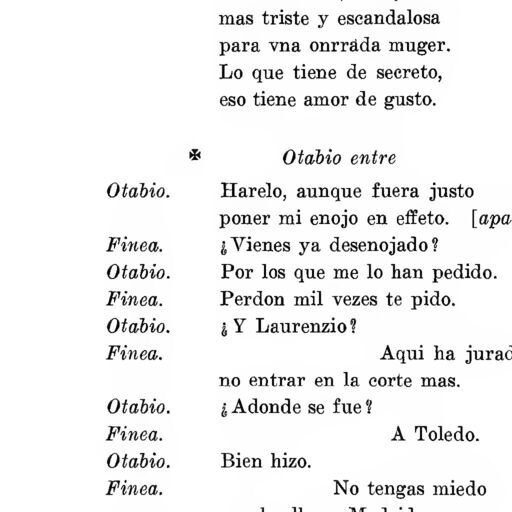 mas triste y escandalosa
para vna onrrada muger.
Lo que tiene de secreto,
eso tiene amor de gusto.
✠ Otabio entre
Otabio. Harelo, aunque fuera justo
poner mi enojo en effeto. [apa
Finea. ¿Vienes ya desenojado?
Otabio. Por los que me lo han pedido.
Finea. Perdon mil vezes te pido.
Otabio. ¿Y Laurenzio?
Finea. Aqui ha jurad
no entrar en la corte mas.
Otabio. ¿Adonde se fue?
Finea. A Toledo.
Otabio. Bien hizo.
Finea. No tengas miedo